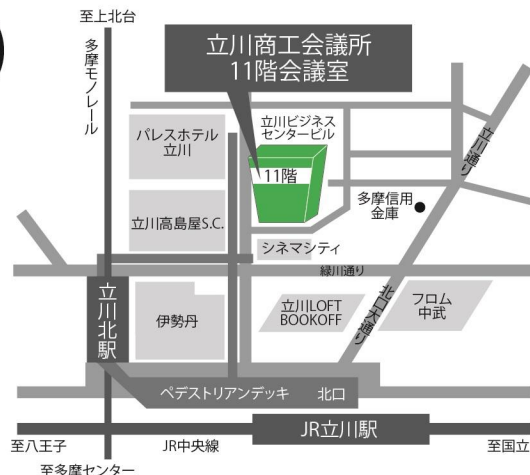 至上北台
多摩モノレール
立川商工会議所
11階会議室
パレスホテル
立川
立川ビジネス
センタービル
11階
立川通り
多摩信用
金庫
立川高島屋S.C.
シネマシティ
緑川通り
立川北駅
伊勢丹
立川LOFT
BOOKOFF
北口大通り
フロム
中武
ペデストリアンデッキ 北口
JR立川駅
至八王子
JR中央線
至国立
至多摩センター